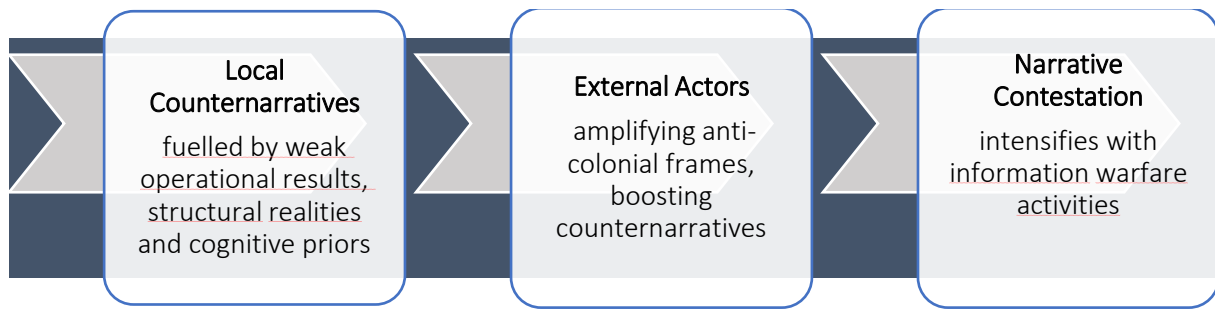 Local
Counternarratives
fuelled by weak
operational results,
structural realities
and cognitive priors
External Actors
amplifying anti-
colonial frames,
boosting
counternarratives
Narrative
Contestation
intensifies with
information warfare
activities